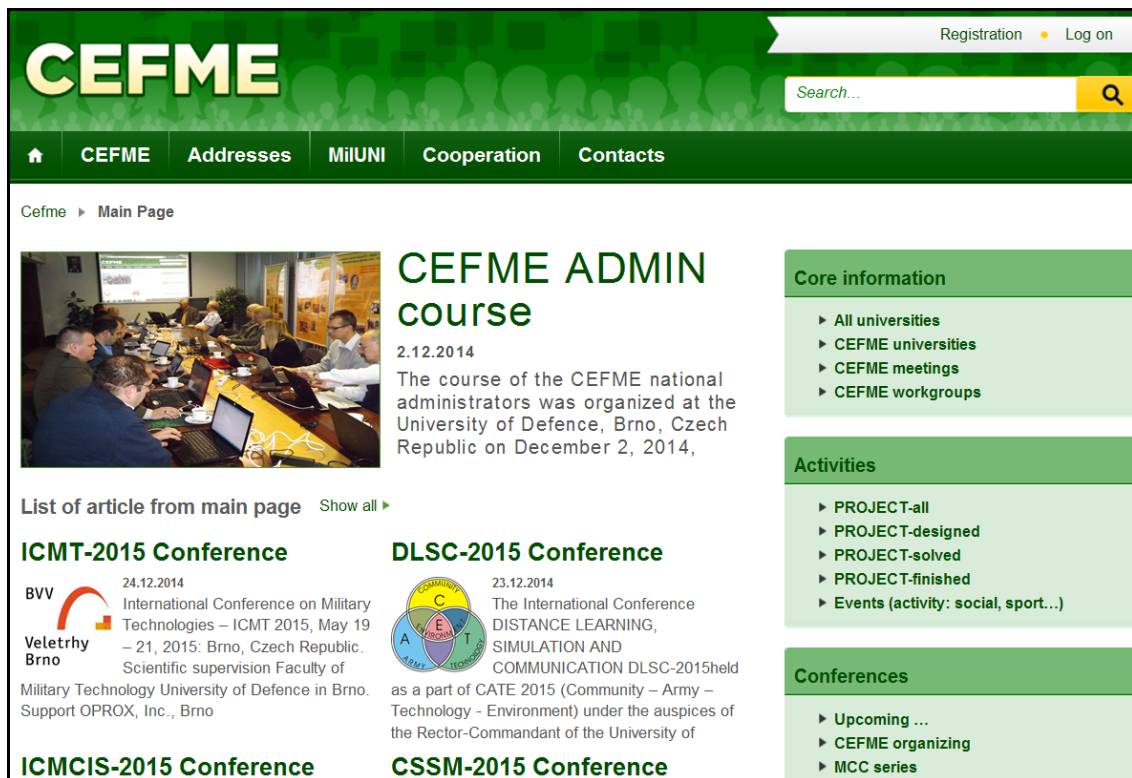 CEFME
Registration • Log on
Search...
CEFME Addresses MilUNI Cooperation Contacts
Cefme ▶ Main Page
CEFME ADMIN
course
2.12.2014
The course of the CEFME national
administrators was organized at the
University of Defence, Brno, Czech
Republic on December 2, 2014,
List of article from main page Show all ▶
ICMT-2015 Conference
BVV
Veletrhy
Brno
24.12.2014
International Conference on Military
Technologies – ICMT 2015, May 19
– 21, 2015: Brno, Czech Republic.
Scientific supervision Faculty of
Military Technology University of Defence in Brno.
Support OPROX, Inc., Brno
DLSC-2015 Conference
COMMUNITY
C
ENVIRONMENT
E
A
T
ARMY
TECHNOLOGY
23.12.2014
The International Conference
DISTANCE LEARNING,
SIMULATION AND
COMMUNICATION DLSC-2015held
as a part of CATE 2015 (Community – Army –
Technology - Environment) under the auspices of
the Rector-Commandant of the University of
ICMCIS-2015 Conference
CSSM-2015 Conference
Core information
▶ All universities
▶ CEFME universities
▶ CEFME meetings
▶ CEFME workgroups
Activities
▶ PROJECT-all
▶ PROJECT-designed
▶ PROJECT-solved
▶ PROJECT-finished
▶ Events (activity: social, sport...)
Conferences
▶ Upcoming ...
▶ CEFME organizing
▶ MCC series